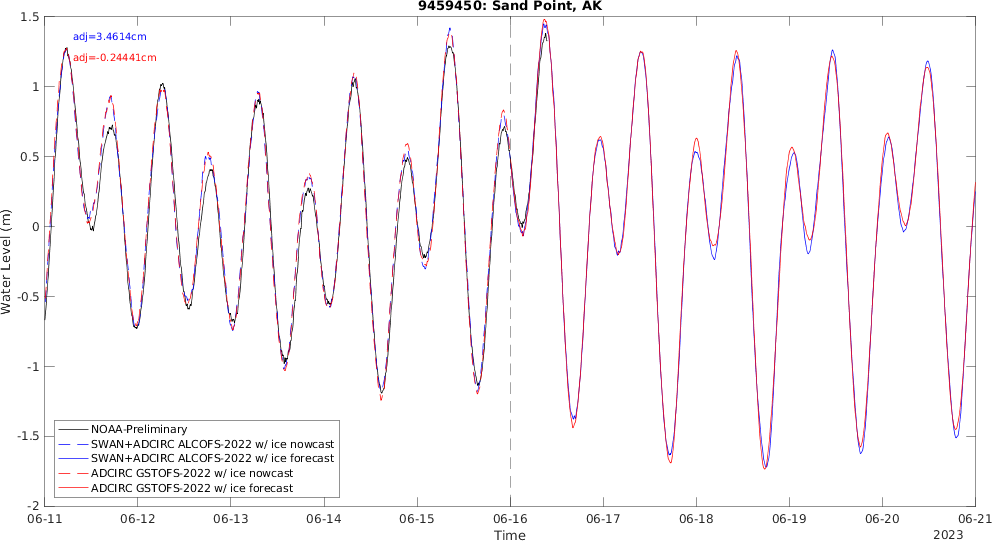 9459450: Sand Point, AK
adj=3.4614cm
adj=-0.24441cm
1.5
1
0.5
0
-0.5
-1
-1.5
-2
Water Level (m)
NOAA-Preliminary
SWAN+ADCIRC ALCOFS-2022 w/ ice nowcast
SWAN+ADCIRC ALCOFS-2022 w/ ice forecast
ADCIRC GSTOFS-2022 w/ ice nowcast
ADCIRC GSTOFS-2022 w/ ice forecast
06-11 06-12 06-13 06-14 06-15 06-16 06-17 06-18 06-19 06-20 06-21
Time
2023